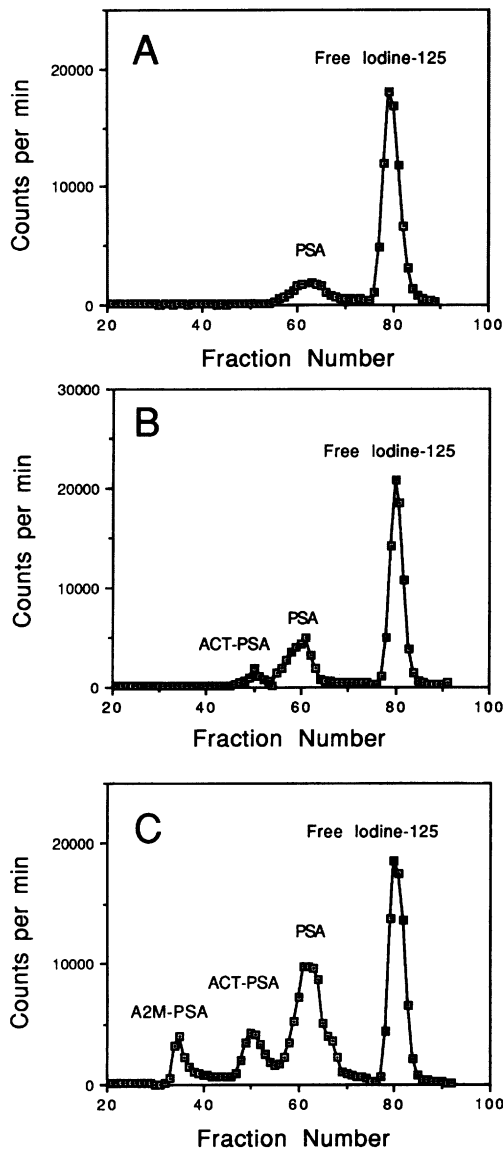 A
Free Iodine-125
20000
Counts per min
10000
PSA
0
20 40 60 80 100
Fraction Number
30000
B
Free Iodine-125
20000
Counts per min
10000
ACT-PSA
PSA
0
20 40 60 80 100
Fraction Number
C
Free Iodine-125
20000
Counts per min
PSA
10000
ACT-PSA
A2M-PSA
0
20 40 60 80 100
Fraction Number